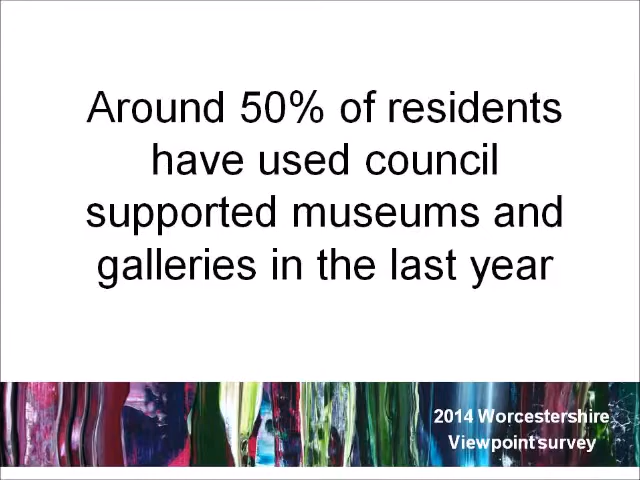 Around 50% of residents
have used council
supported museums and
galleries in the last year
2014 Worcestershire
Viewpoint survey